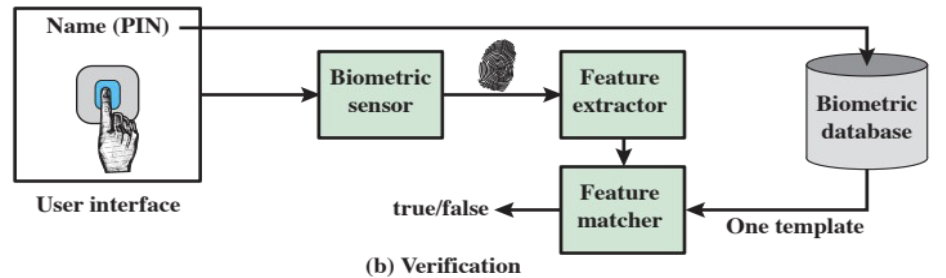 Name (PIN)
Biometric
sensor
Feature
extractor
Biometric
database
User interface
true/false
Feature
matcher
One template
(b) Verification